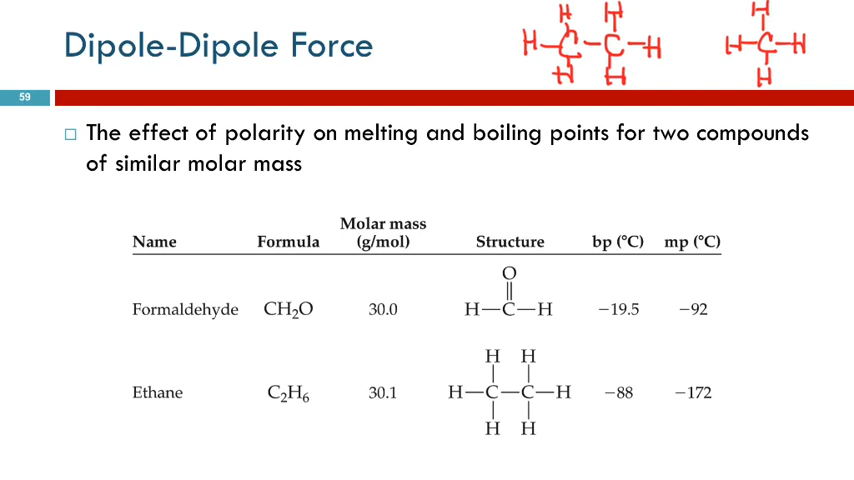 Dipole-Dipole Force
H H H
H-C-C-H H-C-H
H H H
59
The effect of polarity on melting and boiling points for two compounds
of similar molar mass
Molar mass
Name Formula (g/mol) Structure bp (°C) mp (°C)
O
Formaldehyde CH₂O 30.0 H—C—H −19.5 −92
H H
Ethane C₂H₆ 30.1 H—C—C—H −88 −172
H H